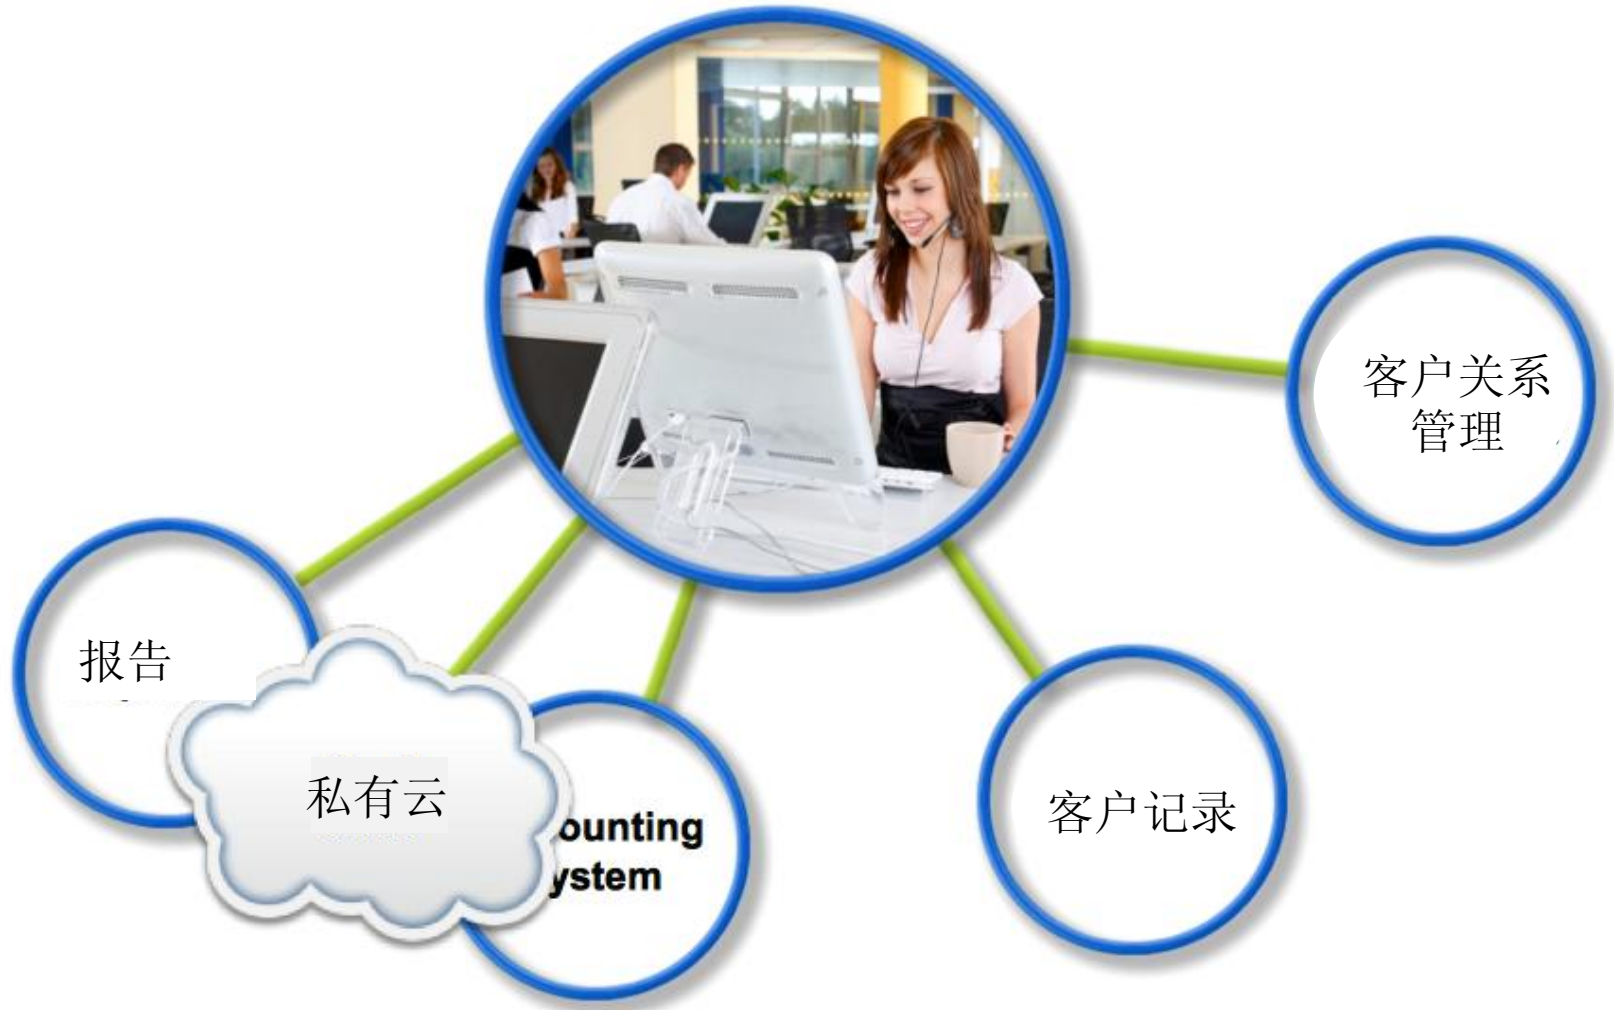 客户关系
管理
报告
私有云
ounting
ystem
客户记录